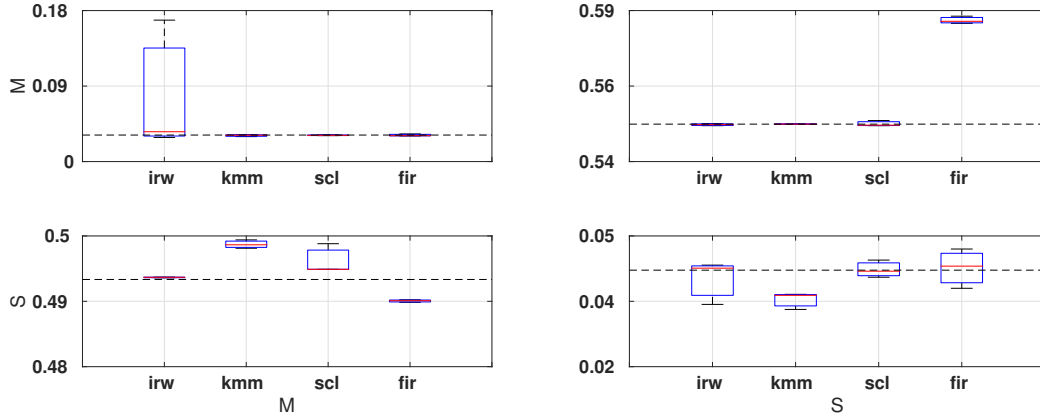 0.18
M
0.09
0
irw kmm scl fir
0.59
0.56
0.54
irw kmm scl fir
0.5
S
0.49
0.48
irw kmm scl fir
M
0.05
0.04
0.02
irw kmm scl fir
S